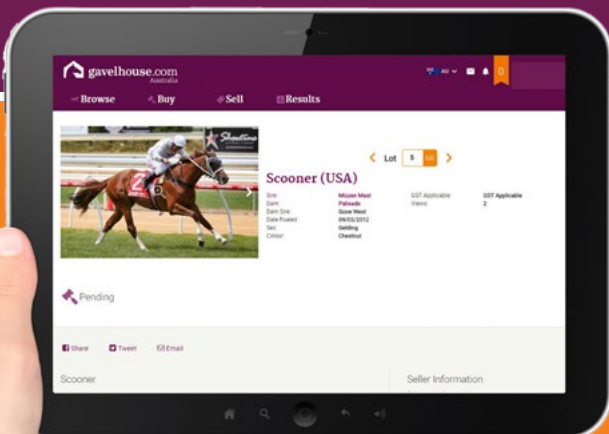 gavelhouse.com
Australia
AU
0
Browse Buy Sell Results
Showtime
2
Lot 5 GO
Scooner (USA)
Sire: Mizzen Mast GST Applicable: GST Applicable
Dam: Palisade Views: 2
Dam Sire: Gone West
Date Foaled: 09/03/2012
Sex: Gelding
Colour: Chestnut
Pending
Share Tweet Email
Scooner Seller Information